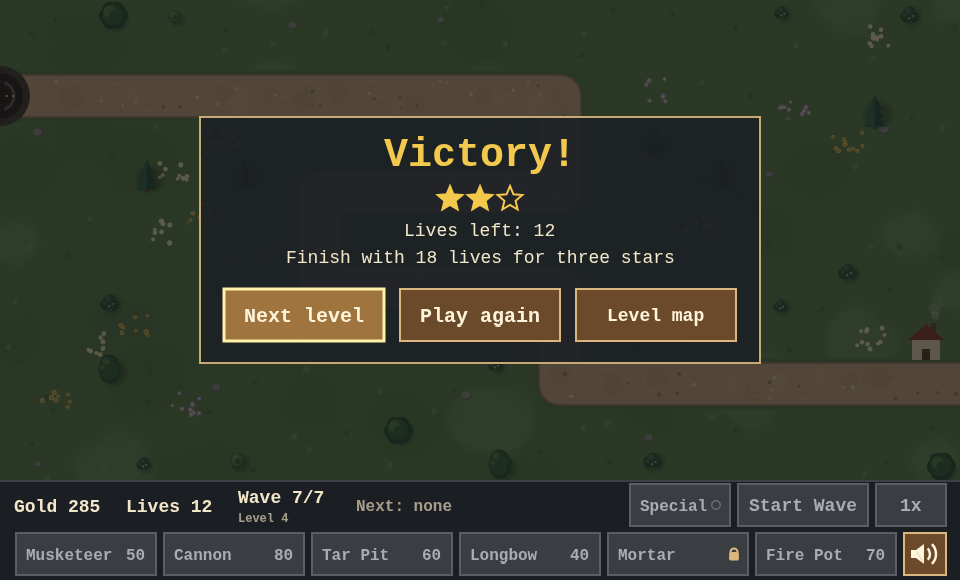 Victory!
Lives left: 12
Finish with 18 lives for three stars
Next level Play again Level map
Gold 285 Lives 12 Wave 7/7 Next: none Special Start Wave 1x
Level 4
Musketeer 50 Cannon 80 Tar Pit 60 Longbow 40 Mortar Fire Pot 70